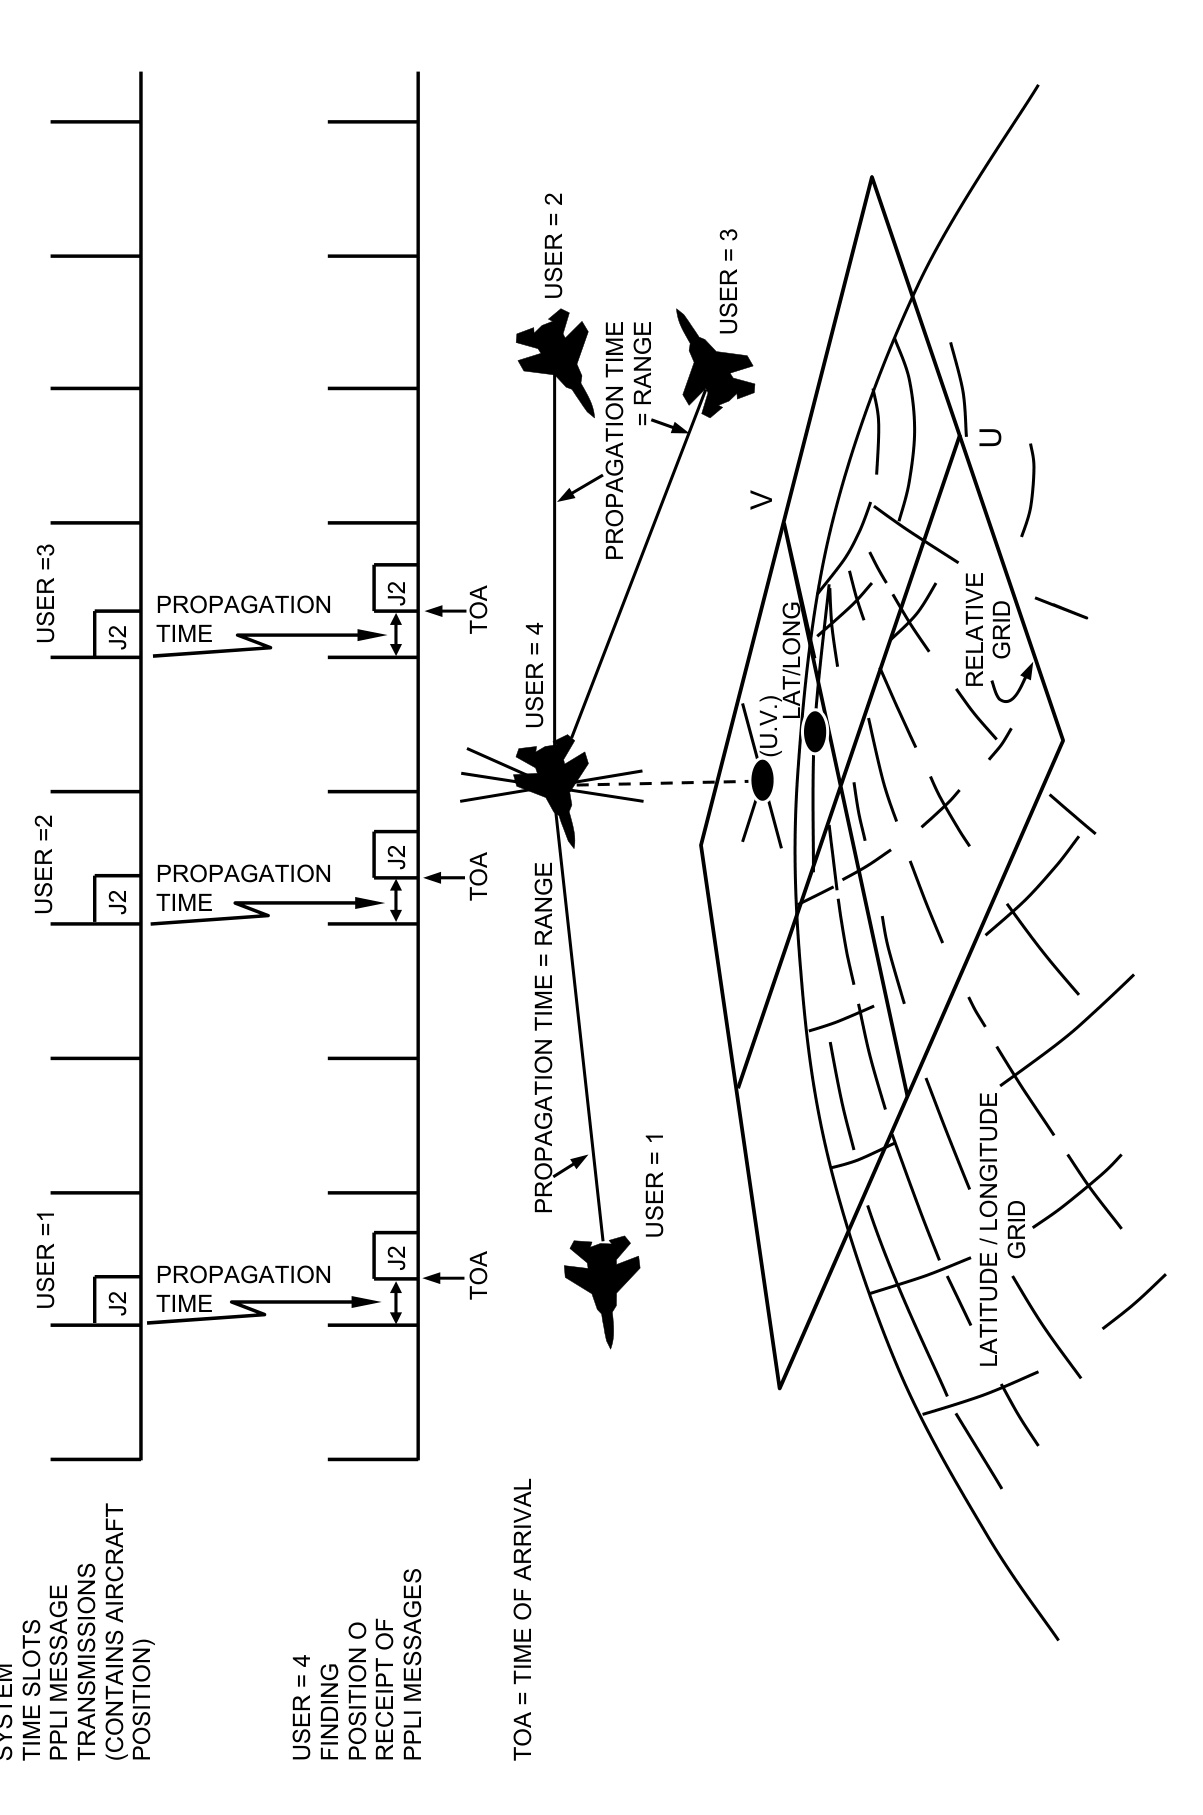 SYSTEM
TIME SLOTS
PPLI MESSAGE
TRANSMISSIONS
(CONTAINS AIRCRAFT
POSITION)
USER =1
J2
USER =2
J2
USER =3
J2
PROPAGATION
TIME
PROPAGATION
TIME
PROPAGATION
TIME
USER = 4
FINDING
POSITION O
RECEIPT OF
PPLI MESSAGES
J2
J2
J2
TOA
TOA
TOA
TOA = TIME OF ARRIVAL
PROPAGATION TIME = RANGE
USER = 4
USER = 2
PROPAGATION TIME
= RANGE
USER = 1
USER = 3
V
(U.V.)
LAT/LONG
U
RELATIVE
GRID
LATITUDE / LONGITUDE
GRID